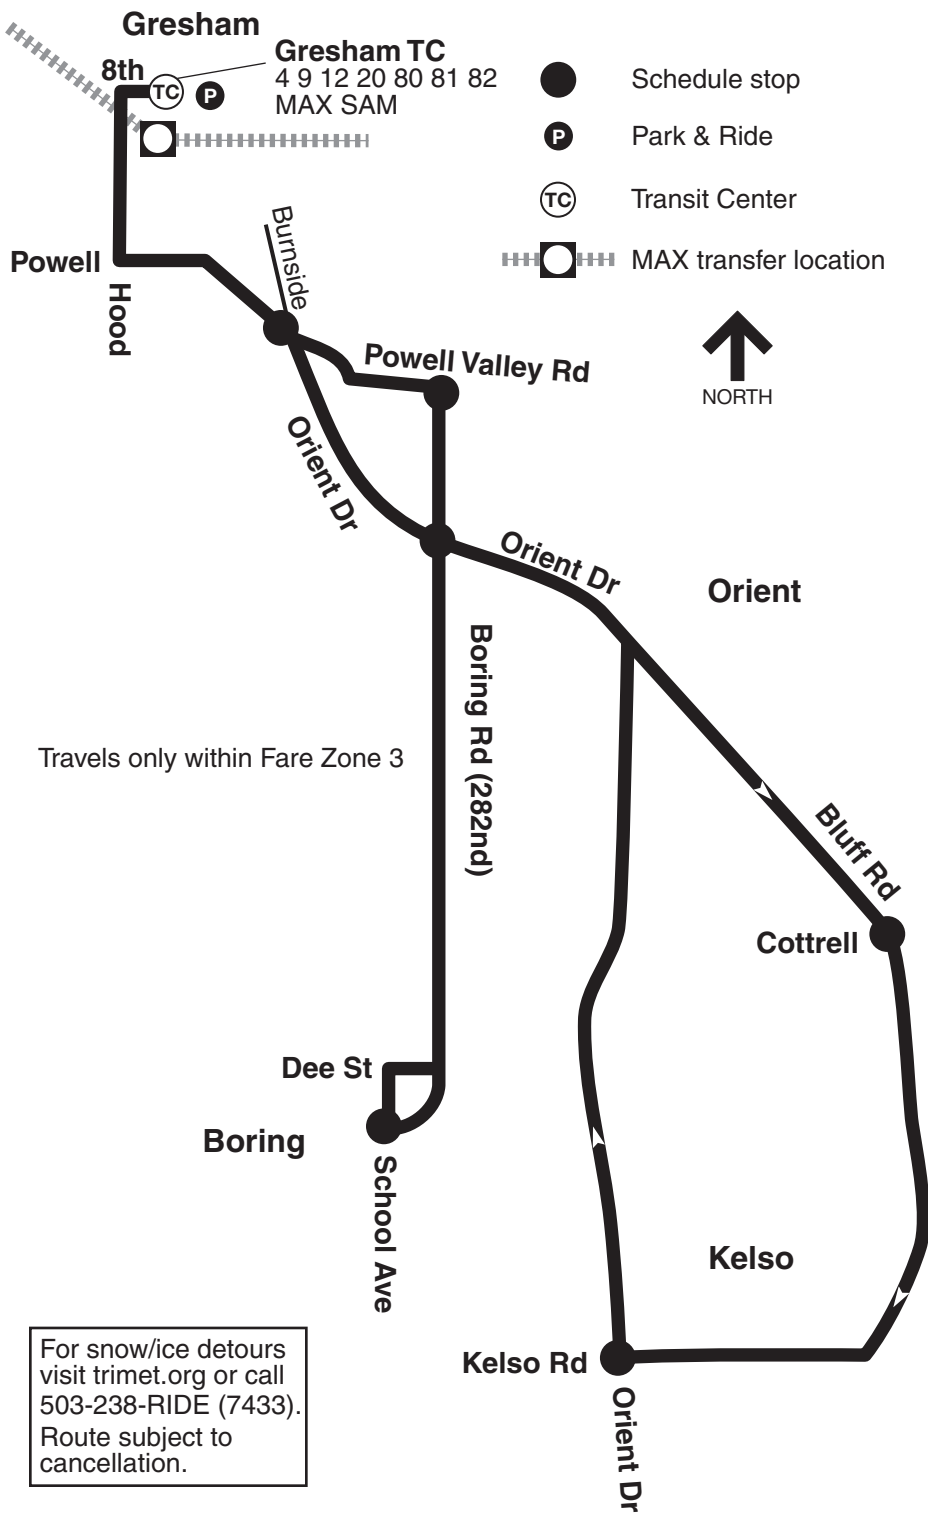 Gresham
Gresham TC
4 9 12 20 80 81 82
MAX SAM
8th
TC
P
Schedule stop
P
Park & Ride
TC
Transit Center
MAX transfer location
NORTH
Powell
Hood
Burnside
Powell Valley Rd
Orient Dr
Orient Dr
Orient
Boring Rd (282nd)
Travels only within Fare Zone 3
Bluff Rd
Cottrell
Dee St
Boring
School Ave
Kelso
Kelso Rd
Orient Dr
For snow/ice detours
visit trimet.org or call
503-238-RIDE (7433).
Route subject to
cancellation.